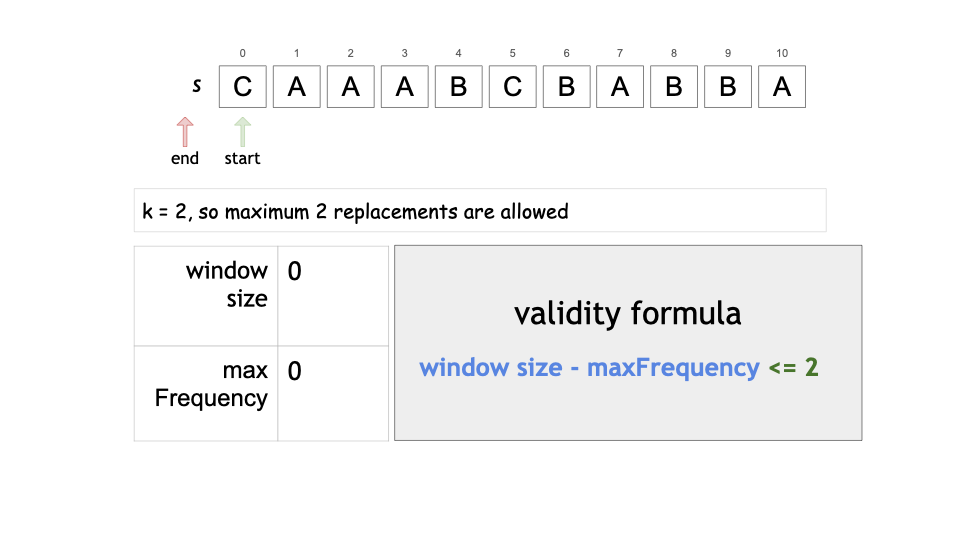 0 1 2 3 4 5 6 7 8 9 10
s C A A A B C B A B B A
end start
k = 2, so maximum 2 replacements are allowed
window size 0
max Frequency 0
validity formula
window size - maxFrequency <= 2